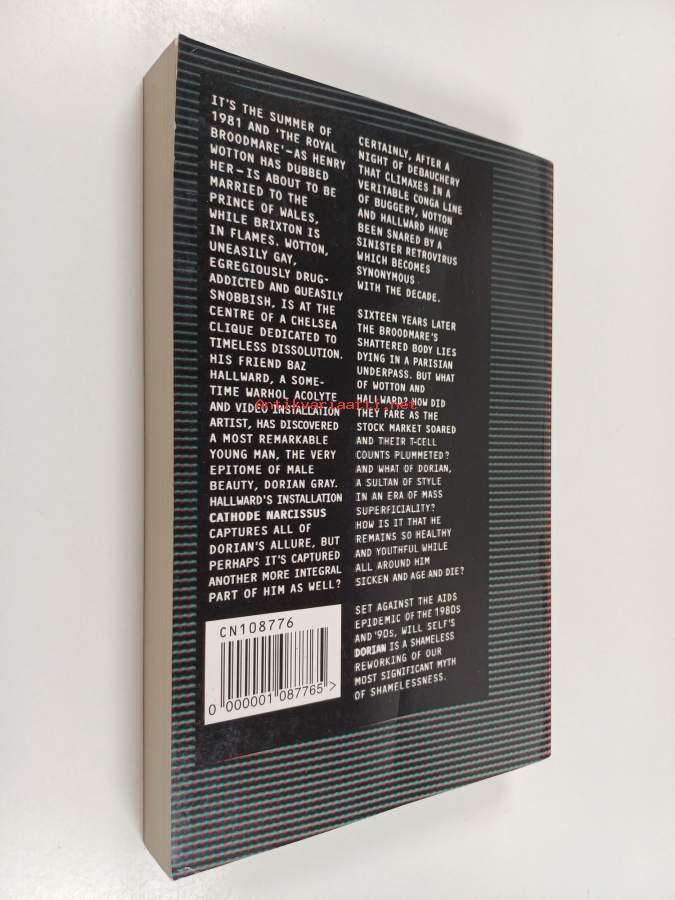 IT'S THE SUMMER OF
1981 AND 'THE ROYAL
BROODMARE'–AS HENRY
WOTTON HAS DUBBED
HER–IS ABOUT TO BE
MARRIED TO THE
PRINCE OF WALES,
WHILE BRIXTON IS
IN FLAMES. WOTTON,
UNEASILY GAY,
EGREGIOUSLY DRUG-
ADDICTED AND QUEASILY
SNOBBISH, IS AT THE
CENTRE OF A CHELSEA
CLIQUE DEDICATED TO
TIMELESS DISSOLUTION.
HIS FRIEND BAZ
HALLWARD, A SOME-
TIME WARHOL ACOLYTE
AND VIDEO INSTALLATION
ARTIST, HAS DISCOVERED
A MOST REMARKABLE
YOUNG MAN, THE VERY
EPITOME OF MALE
BEAUTY, DORIAN GRAY.
HALLWARD'S INSTALLATION
CATHODE NARCISSUS
CAPTURES ALL OF
DORIAN'S ALLURE, BUT
PERHAPS IT'S CAPTURED
ANOTHER MORE INTEGRAL
PART OF HIM AS WELL?
CERTAINLY, AFTER A
NIGHT OF DEBAUCHERY
THAT CLIMAXES IN A
VERITABLE CONGA LINE
OF BUGGERY, WOTTON
AND HALLWARD HAVE
BEEN SNARED BY A
SINISTER RETROVIRUS
WHICH BECOMES
SYNONYMOUS
WITH THE DECADE.
SIXTEEN YEARS LATER
THE BROODMARE'S
SHATTERED BODY LIES
DYING IN A PARISIAN
UNDERPASS. BUT WHAT
OF WOTTON AND
HALLWARD? HOW DID
THEY FARE AS THE
STOCK MARKET SOARED
AND THEIR T-CELL
COUNTS PLUMMETED?
AND WHAT OF DORIAN,
A SULTAN OF STYLE
IN AN ERA OF MASS
SUPERFICIALITY?
HOW IS IT THAT HE
REMAINS SO HEALTHY
AND YOUTHFUL WHILE
ALL AROUND HIM
SICKEN AND AGE AND DIE?
SET AGAINST THE AIDS
EPIDEMIC OF THE 1980S
AND '90S, WILL SELF'S
DORIAN IS A SHAMELESS
REWORKING OF OUR
MOST SIGNIFICANT MYTH
OF SHAMELESSNESS.
CN108776
0 000001 087765 >
Antikvariaatti.net